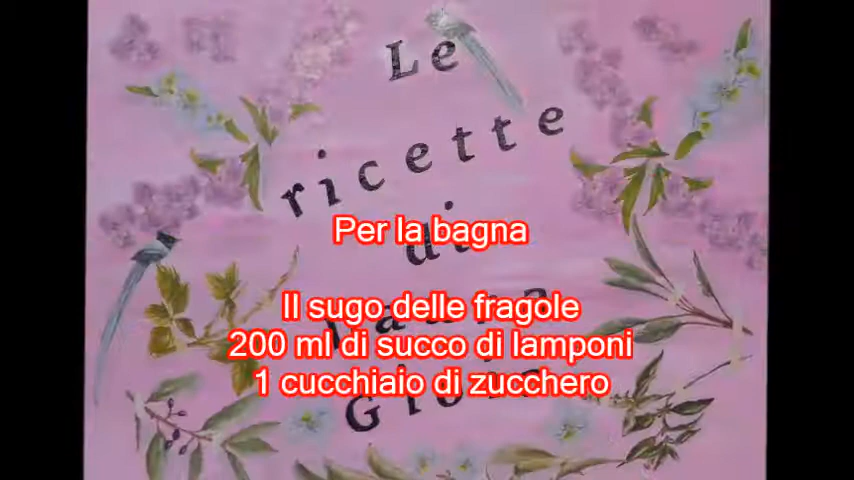 Le
ricette
di
Per la bagna
Il sugo delle fragole
200 ml di succo di lamponi
1 cucchiaio di zucchero